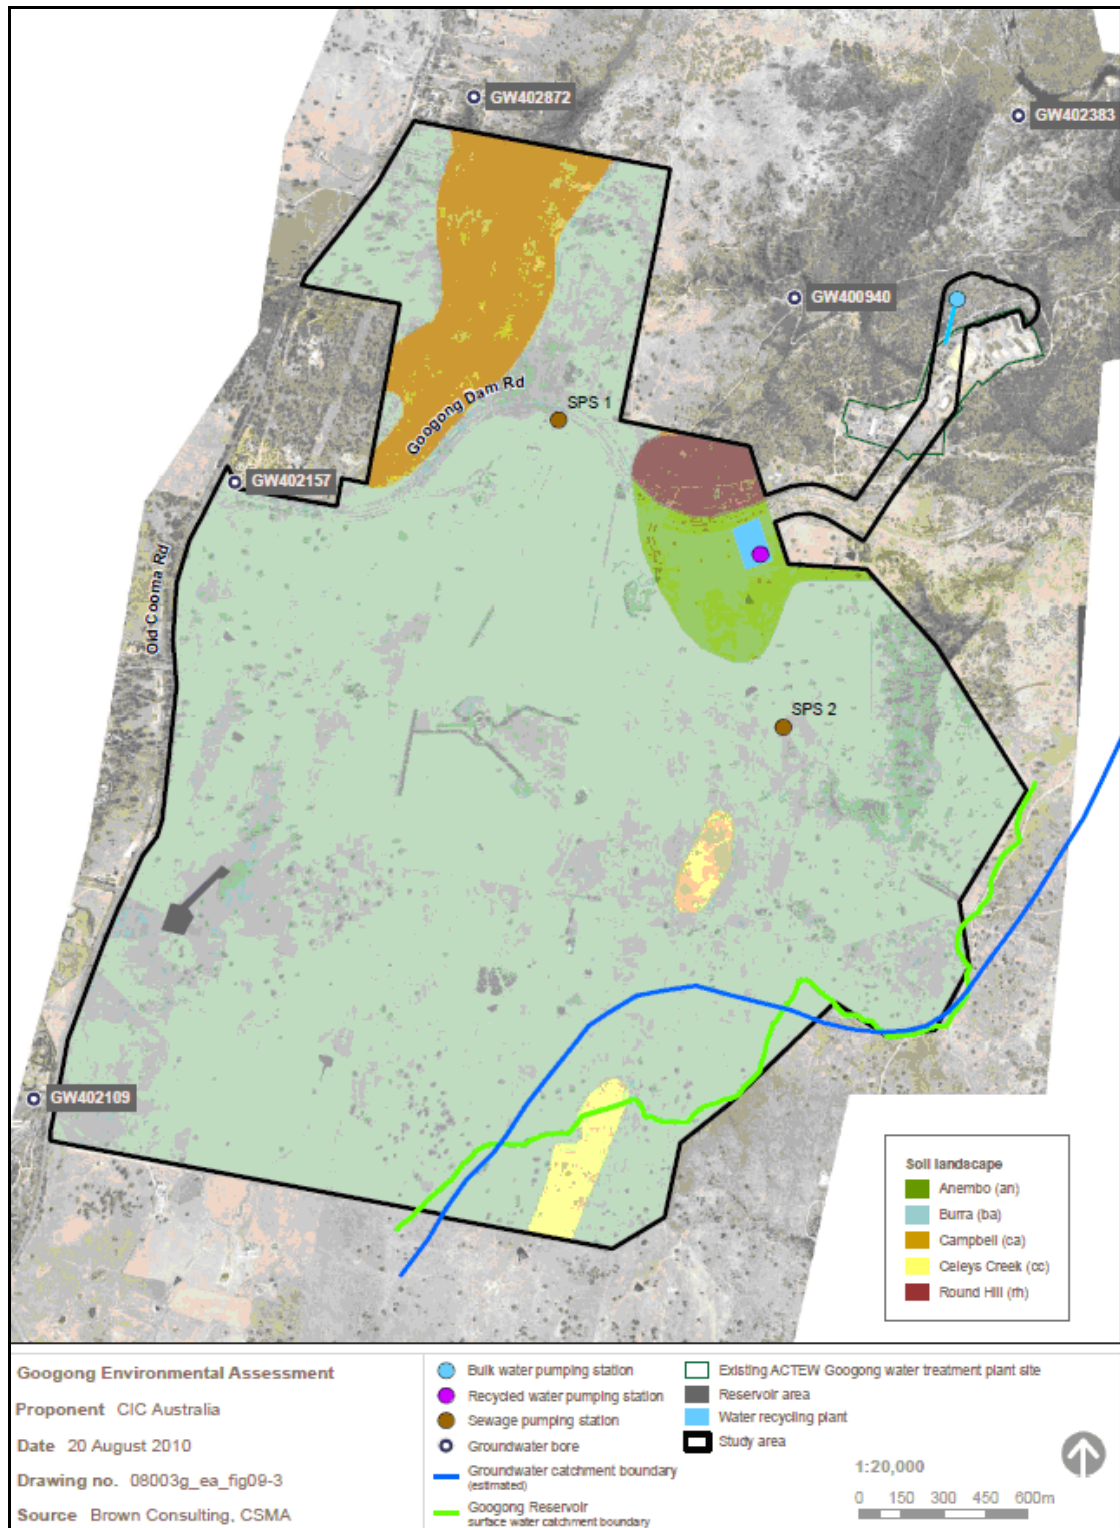 GW402872
GW402383
GW400940
SPS 1
Googong Dam Rd
GW402157
Old Cooma Rd
SPS 2
GW402109
Soil landscape
Anembo (an)
Burra (ba)
Campbell (ca)
Celeys Creek (cc)
Round Hill (rh)
Googong Environmental Assessment
Proponent CIC Australia
Date 20 August 2010
Drawing no. 08003g_ea_fig09-3
Source Brown Consulting, CSMA
Bulk water pumping station
Recycled water pumping station
Sewage pumping station
Groundwater bore
Groundwater catchment boundary
(estimated)
Googong Reservoir
surface water catchment boundary
Existing ACTEW Googong water treatment plant site
Reservoir area
Water recycling plant
Study area
1:20,000
0 150 300 450 600m